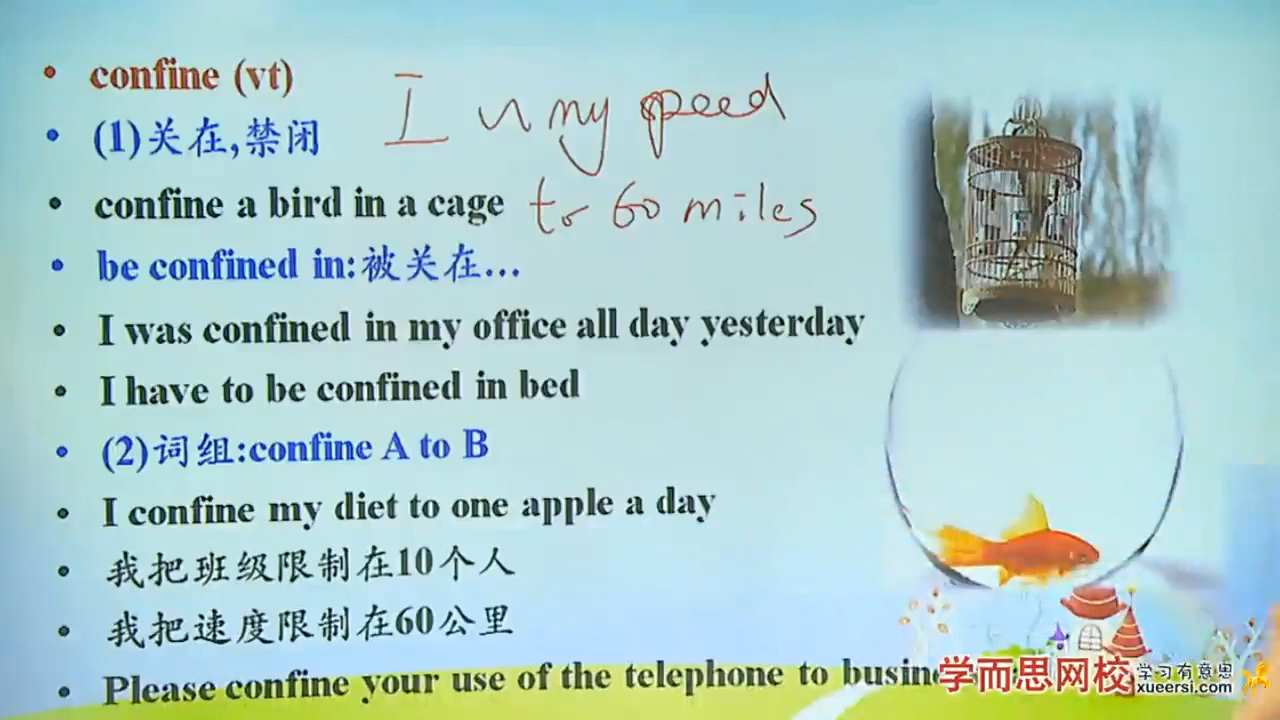 confine (vt)
I my speed
(1)关在,禁闭
confine a bird in a cage
to 60 miles
be confined in:被关在…
I was confined in my office all day yesterday
I have to be confined in bed
(2)词组:confine A to B
I confine my diet to one apple a day
我把班级限制在10个人
我把速度限制在60公里
Please confine your use of the telephone to
学而思网校
学习有意思
xueersi.com